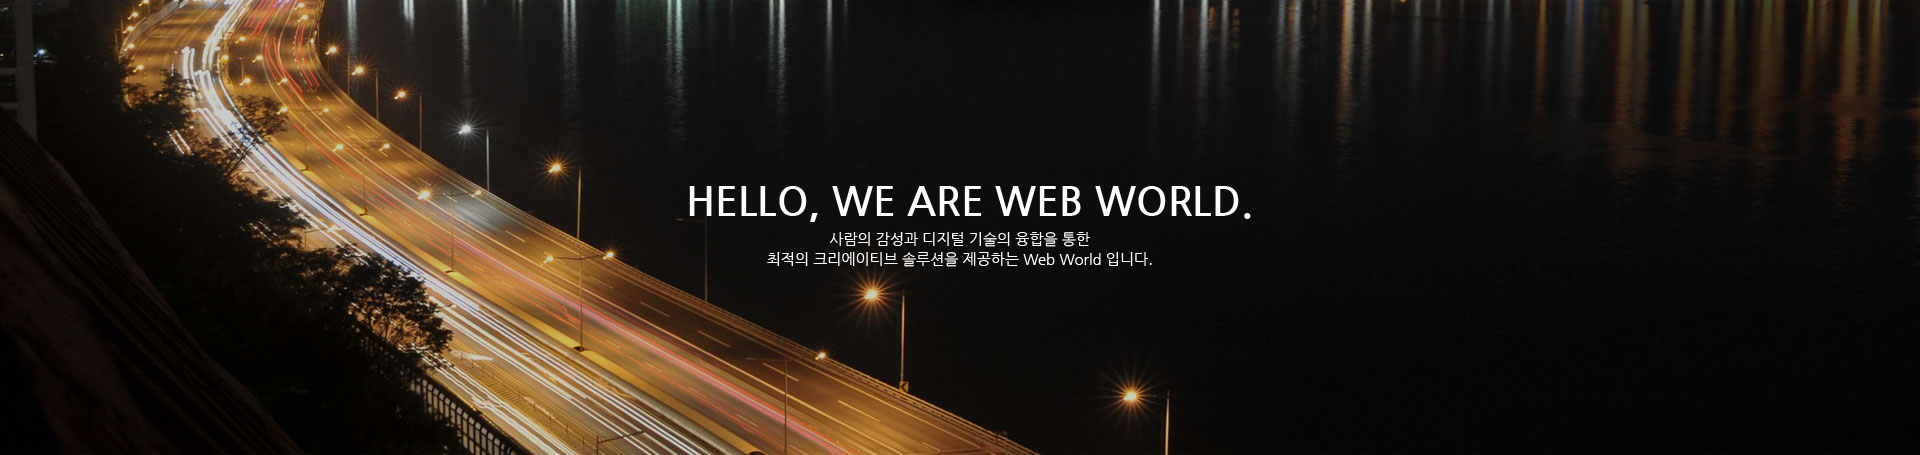 HELLO, WE ARE WEB WORLD.
사람의 감성과 디지털 기술의 융합을 통한
최적의 크리에이티브 솔루션을 제공하는 Web World 입니다.